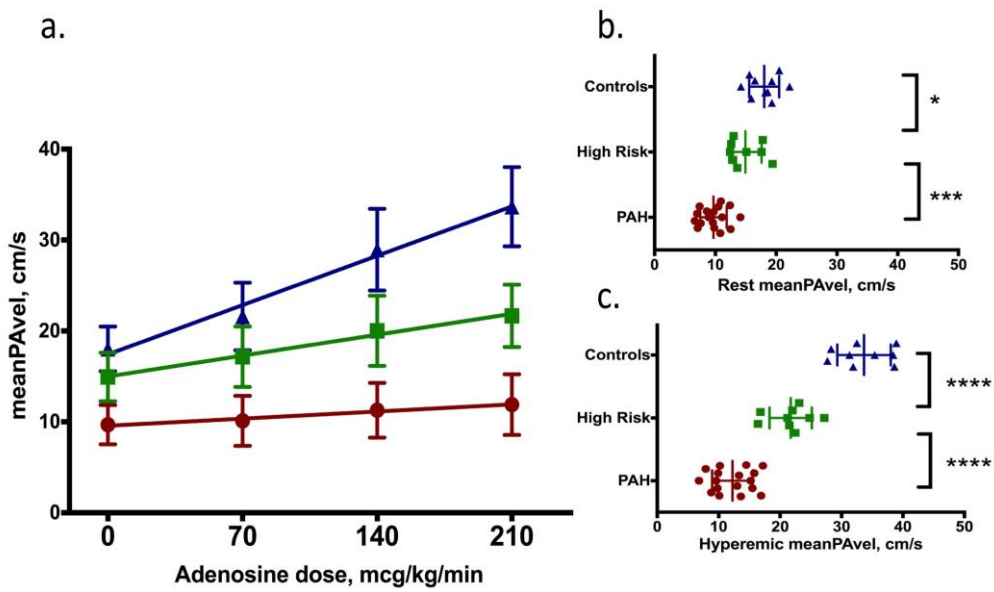 a.
40
30
20
10
0
meanPAvel, cm/s
0 70 140 210
Adenosine dose, mcg/kg/min
b.
Controls
*
High Risk
***
PAH
0 10 20 30 40 50
Rest meanPAvel, cm/s
c.
Controls
****
High Risk
****
PAH
0 10 20 30 40 50
Hyperemic meanPAvel, cm/s